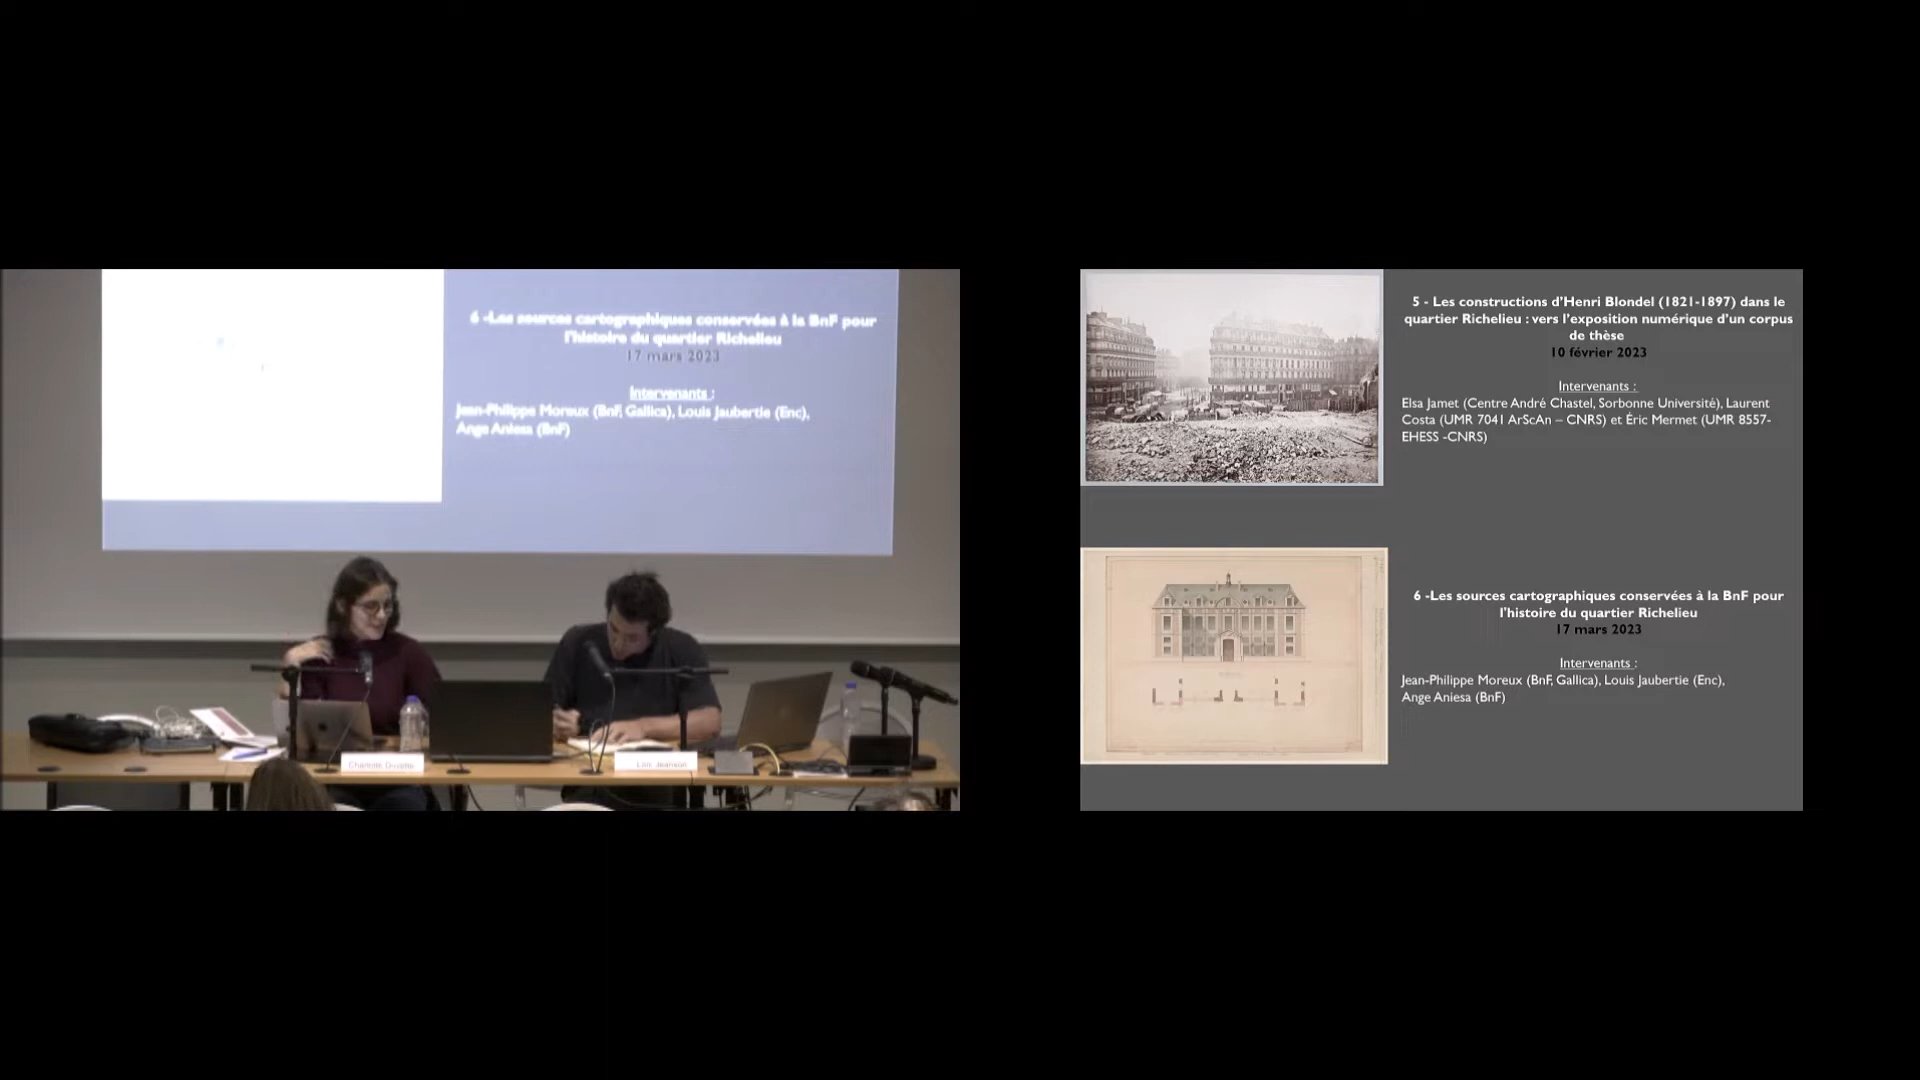 6 -Les sources cartographiques conservées à la BnF pour
l'histoire du quartier Richelieu
17 mars 2023
Intervenants :
Jean-Philippe Moreux (BnF, Gallica), Louis Jaubertie (Enc),
Ange Aniesa (BnF)
5 - Les constructions d’Henri Blondel (1821-1897) dans le
quartier Richelieu : vers l’exposition numérique d’un corpus
de thèse
10 février 2023
Intervenants :
Elsa Jamet (Centre André Chastel, Sorbonne Université), Laurent
Costa (UMR 7041 ArScAn – CNRS) et Éric Mermet (UMR 8557-
EHESS -CNRS)
6 -Les sources cartographiques conservées à la BnF pour
l'histoire du quartier Richelieu
17 mars 2023
Intervenants :
Jean-Philippe Moreux (BnF, Gallica), Louis Jaubertie (Enc),
Ange Aniesa (BnF)